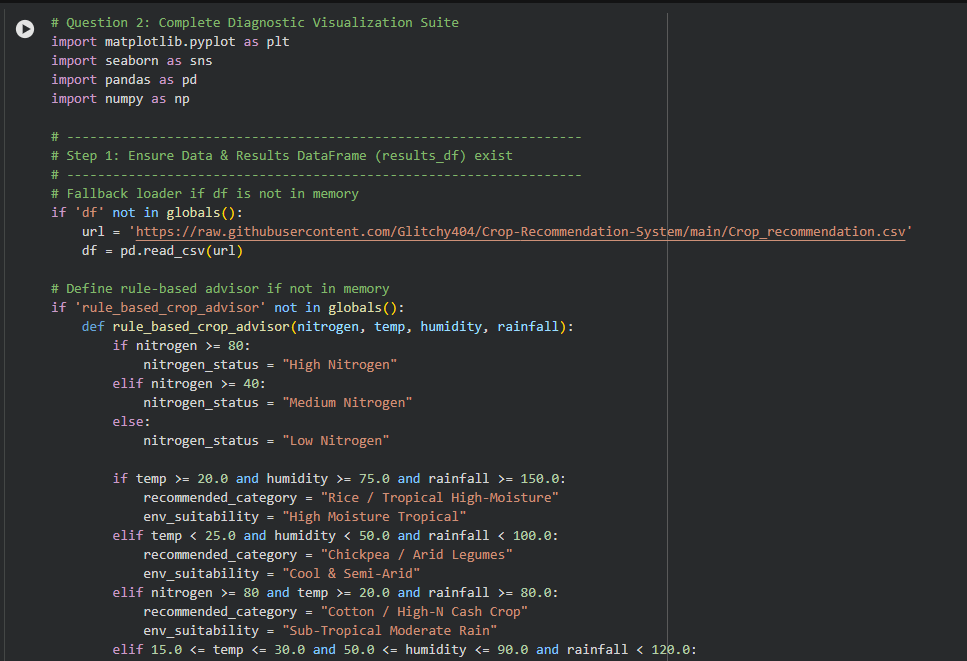 # Question 2: Complete Diagnostic Visualization Suite
import matplotlib.pyplot as plt
import seaborn as sns
import pandas as pd
import numpy as np
# -------------------------------------------------------------------
# Step 1: Ensure Data & Results DataFrame (results_df) exist
# -------------------------------------------------------------------
# Fallback loader if df is not in memory
if 'df' not in globals():
    url = 'https://raw.githubusercontent.com/Glitchy404/Crop-Recommendation-System/main/Crop_recommendation.csv'
    df = pd.read_csv(url)
# Define rule-based advisor if not in memory
if 'rule_based_crop_advisor' not in globals():
    def rule_based_crop_advisor(nitrogen, temp, humidity, rainfall):
        if nitrogen >= 80:
            nitrogen_status = "High Nitrogen"
        elif nitrogen >= 40:
            nitrogen_status = "Medium Nitrogen"
        else:
            nitrogen_status = "Low Nitrogen"
        if temp >= 20.0 and humidity >= 75.0 and rainfall >= 150.0:
            recommended_category = "Rice / Tropical High-Moisture"
            env_suitability = "High Moisture Tropical"
        elif temp < 25.0 and humidity < 50.0 and rainfall < 100.0:
            recommended_category = "Chickpea / Arid Legumes"
            env_suitability = "Cool & Semi-Arid"
        elif nitrogen >= 80 and temp >= 20.0 and rainfall >= 80.0:
            recommended_category = "Cotton / High-N Cash Crop"
            env_suitability = "Sub-Tropical Moderate Rain"
        elif 15.0 <= temp <= 30.0 and 50.0 <= humidity <= 90.0 and rainfall < 120.0: